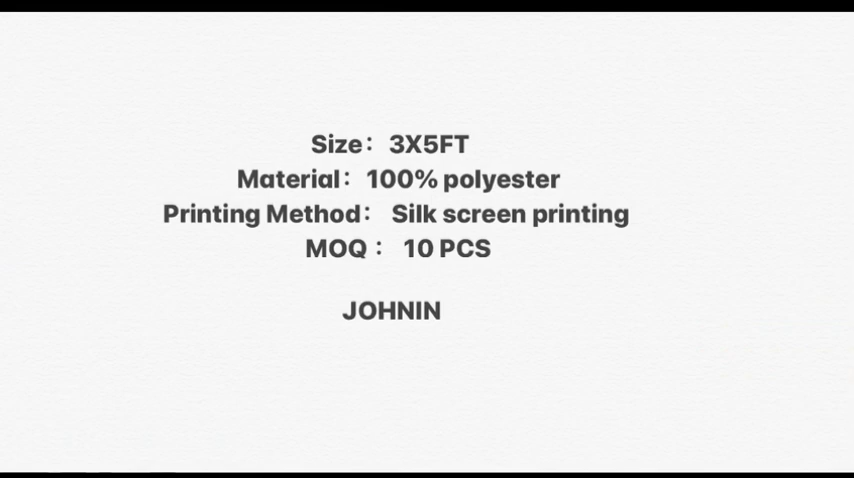 Size：3X5FT
Material：100% polyester
Printing Method： Silk screen printing
MOQ： 10 PCS
JOHNIN